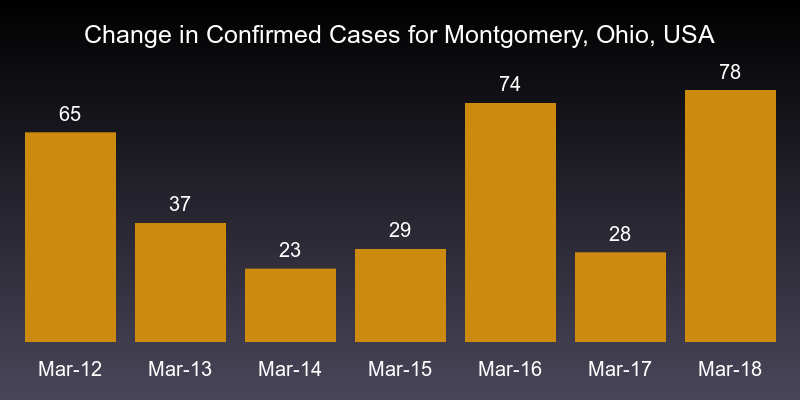 Change in Confirmed Cases for Montgomery, Ohio, USA
65
37
23
29
74
28
78
Mar-12
Mar-13
Mar-14
Mar-15
Mar-16
Mar-17
Mar-18